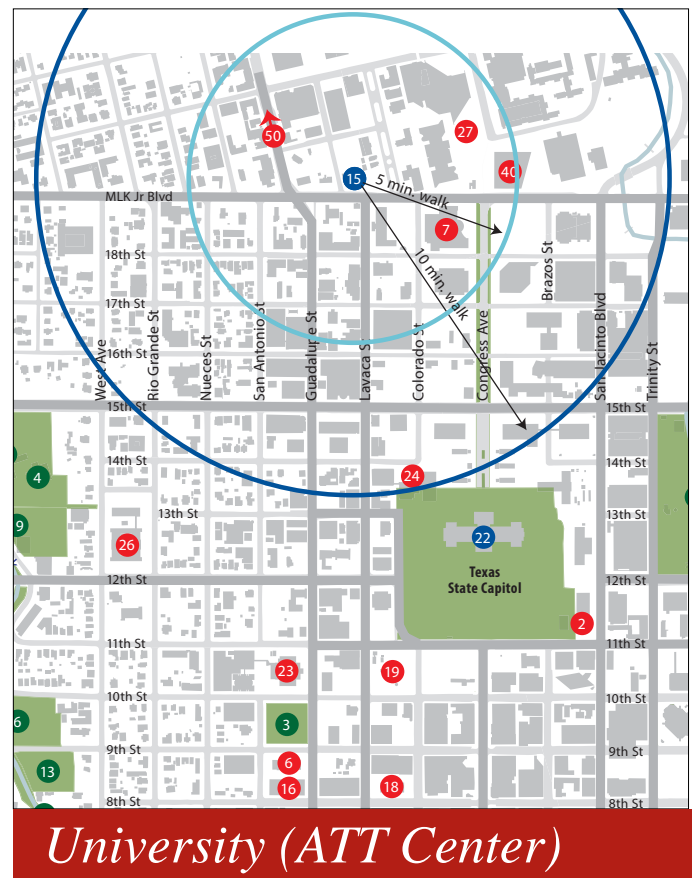 50
27
40
15
5 min. walk
MLK Jr Blvd
7
10 min. walk
18th St
Brazos St
17th St
16th St
West Ave
Rio Grande St
Nueces St
San Antonio St
Guadalupe St
Lavaca St
Colorado St
Congress Ave
San Jacinto Blvd
Trinity St
15th St
15th St
14th St
14th St
4
24
13th St
13th St
9
26
22
12th St
12th St
Texas
State Capitol
2
11th St
11th St
23
19
10th St
10th St
6
3
9th St
9th St
13
6
16
18
8th St
8th St
University (ATT Center)